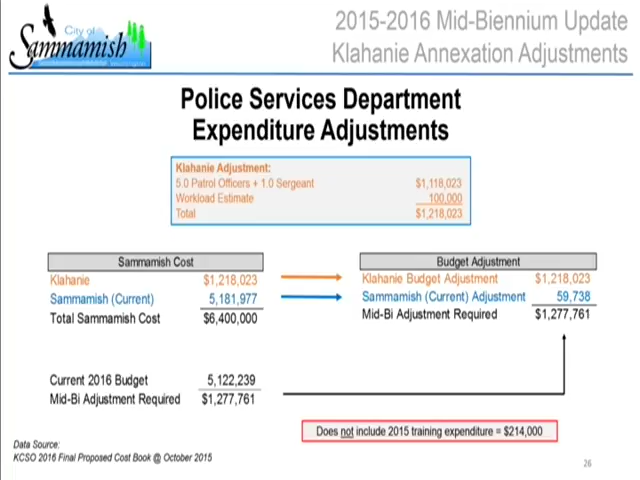 City of
Sammamish
2015-2016 Mid-Biennium Update
Klahanie Annexation Adjustments
Police Services Department
Expenditure Adjustments
Klahanie Adjustment:
5.0 Patrol Officers + 1.0 Sergeant $1,118,023
Workload Estimate 100,000
Total $1,218,023
Sammamish Cost
Klahanie $1,218,023
Sammamish (Current) 5,181,977
Total Sammamish Cost $6,400,000
Budget Adjustment
Klahanie Budget Adjustment $1,218,023
Sammamish (Current) Adjustment 59,738
Mid-Bi Adjustment Required $1,277,761
Current 2016 Budget 5,122,239
Mid-Bi Adjustment Required $1,277,761
Does not include 2015 training expenditure = $214,000
Data Source:
KCSO 2016 Final Proposed Cost Book @ October 2015
26